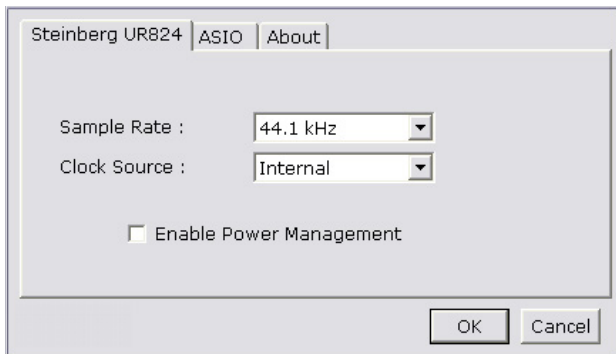 Steinberg UR824 ASIO About
Sample Rate : 44.1 kHz
Clock Source : Internal
Enable Power Management
OK Cancel